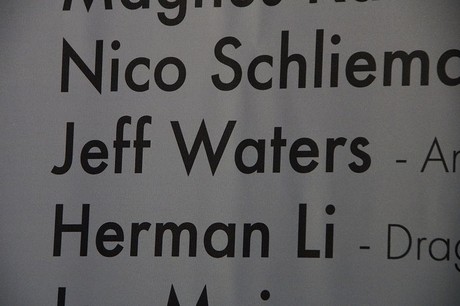 Nico Schliema
Jeff Waters - An
Herman Li - Drag